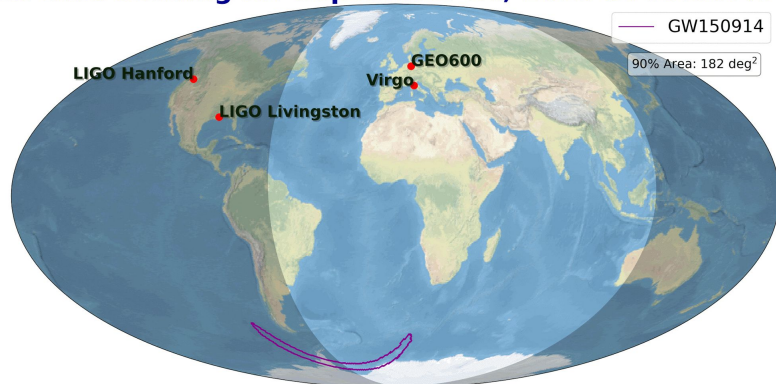 GW150914
90% Area: 182 deg²
GEO600
LIGO Hanford
Virgo
LIGO Livingston